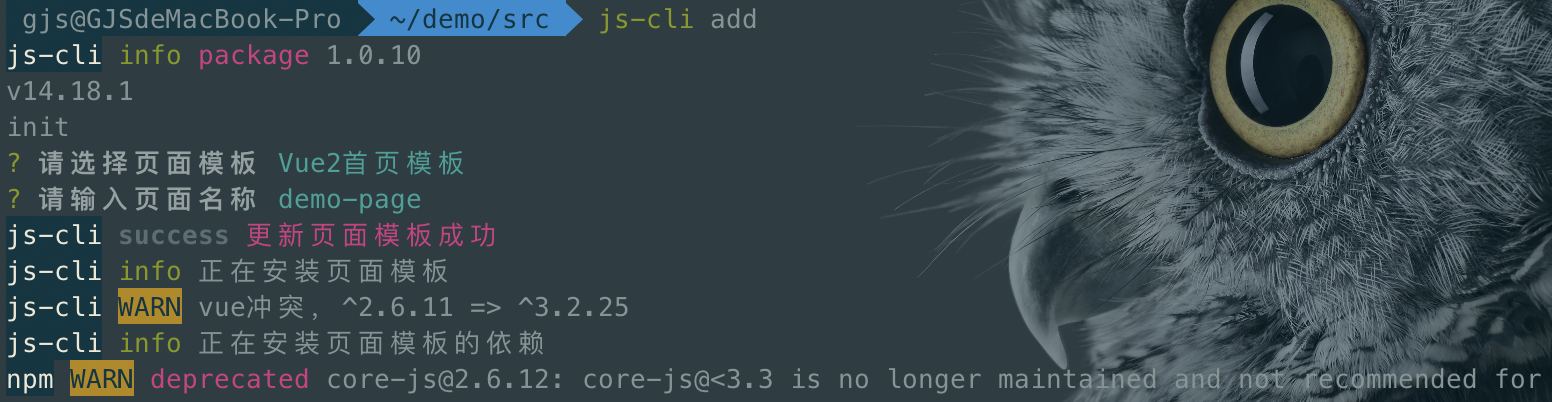 gjs@GJSdeMacBook-Pro ~/demo/src js-cli add
js-cli info package 1.0.10
v14.18.1
init
? 请选择页面模板 Vue2首页模板
? 请输入页面名称 demo-page
js-cli success 更新页面模板成功
js-cli info 正在安装页面模板
js-cli WARN vue冲突, ^2.6.11 => ^3.2.25
js-cli info 正在安装页面模板的依赖
npm WARN deprecated core-js@2.6.12: core-js@<3.3 is no longer maintained and not recommended for